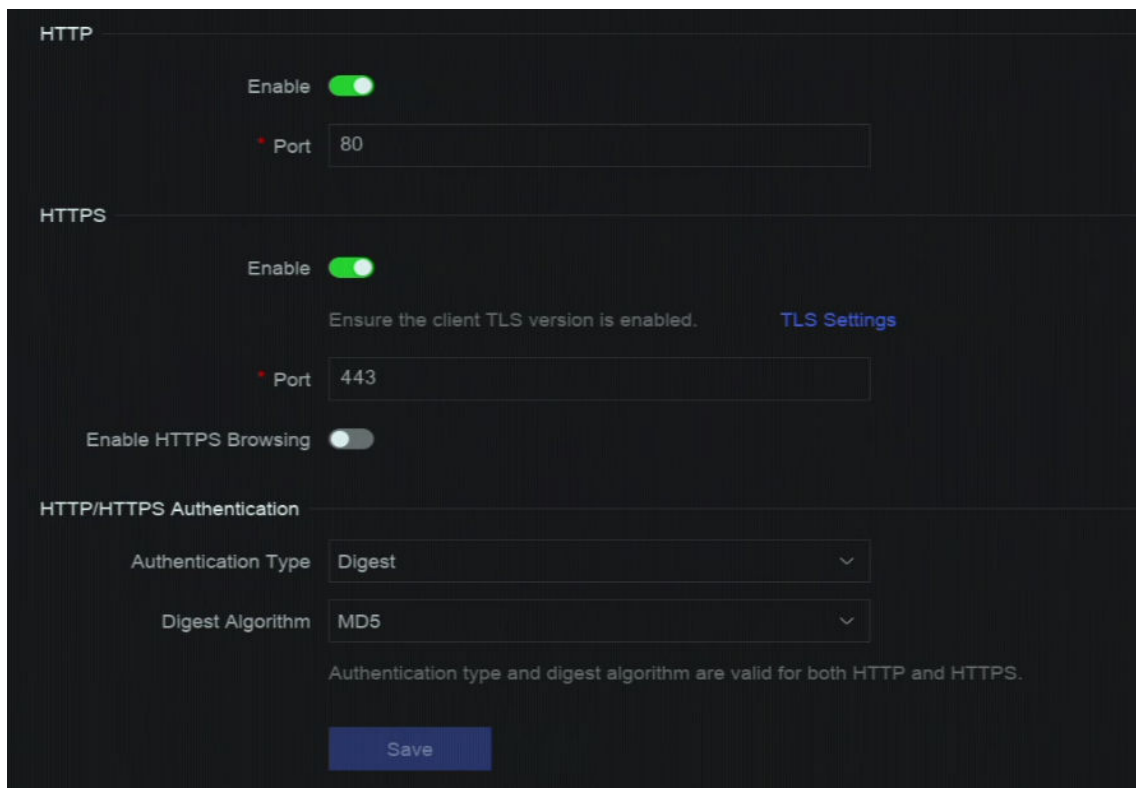 HTTP
Enable
* Port 80
HTTPS
Enable
Ensure the client TLS version is enabled. TLS Settings
* Port 443
Enable HTTPS Browsing
HTTP/HTTPS Authentication
Authentication Type Digest
Digest Algorithm MD5
Authentication type and digest algorithm are valid for both HTTP and HTTPS.
Save